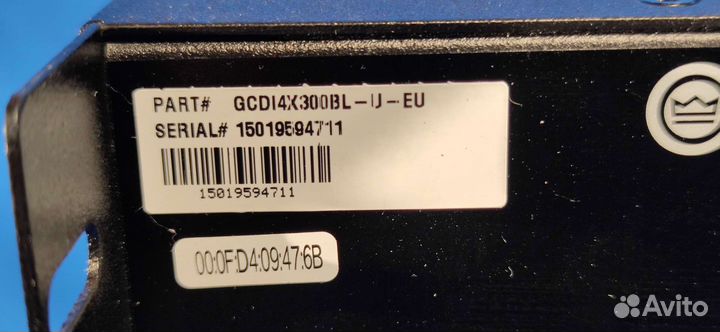 PART# GCDI4X300BL-U-EU
SERIAL# 15019594711
15019594711
00:0F:D4:09:47:6B
Avito